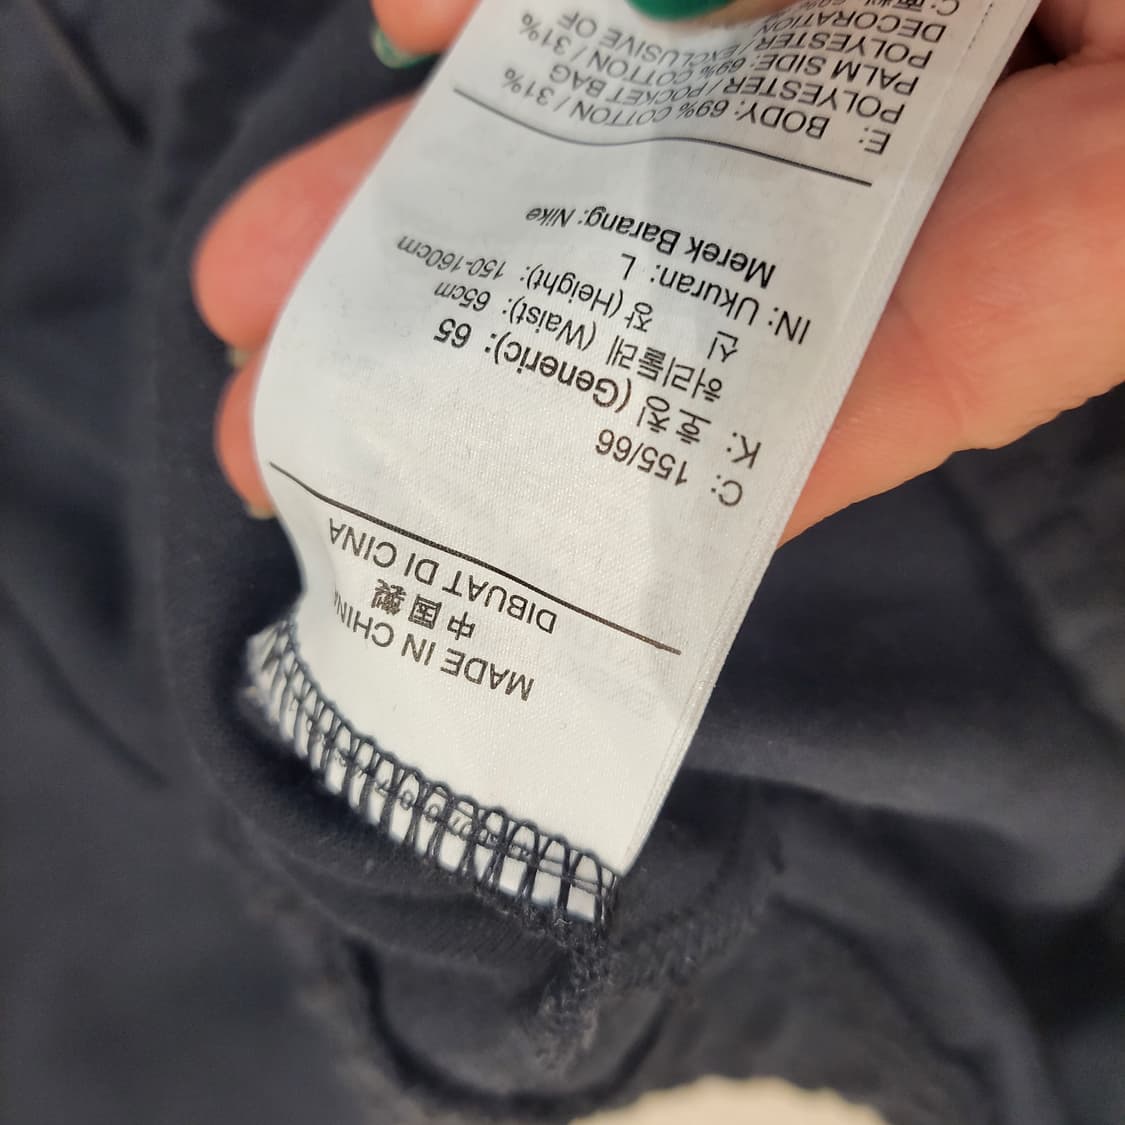 MADE IN CHINA
中国製
DIBUAT DI CINA
C: 155/66
K: 호칭 (Generic): 65
허리둘레 (Waist): 65cm
신 장 (Height): 150-160cm
IN: Ukuran: L
Merek Barang: Nike
E: BODY: 69% COTTON / 31%
POLYESTER / POCKET BAG
PALM SIDE: 69% COTTON / 31%
POLYESTER / EXCLUSIVE OF
DECORATION
C: